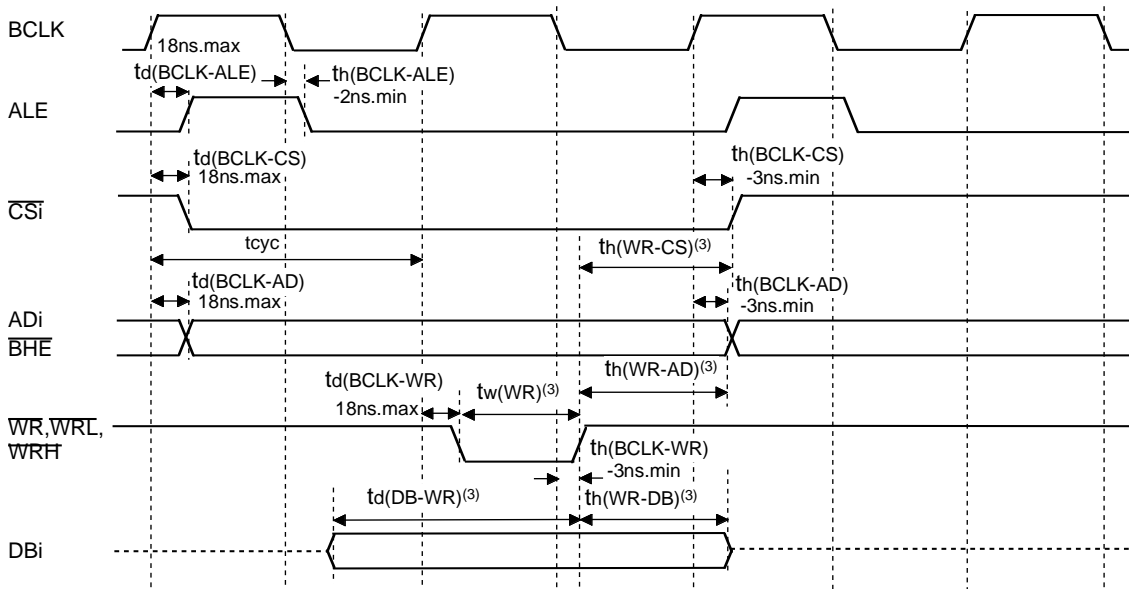 BCLK
18ns.max
td(BCLK-ALE)
th(BCLK-ALE)
-2ns.min
ALE
td(BCLK-CS)
18ns.max
th(BCLK-CS)
-3ns.min
CSi
tcyc
th(WR-CS)(3)
td(BCLK-AD)
18ns.max
th(BCLK-AD)
-3ns.min
ADi
BHE
td(BCLK-WR)
18ns.max
tw(WR)(3)
th(WR-AD)(3)
WR,WRL,
WRH
th(BCLK-WR)
-3ns.min
td(DB-WR)(3)
th(WR-DB)(3)
DBi